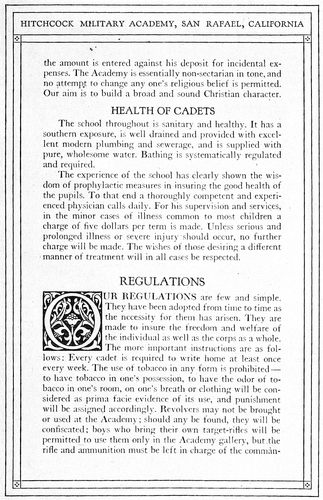 HITCHCOCK MILITARY ACADEMY, SAN RAFAEL, CALIFORNIA
the amount is entered against his deposit for incidental ex-
penses. The Academy is essentially non-sectarian in tone, and
no attempt to change any one's religious belief is permitted.
Our aim is to build a broad and sound Christian character.
HEALTH OF CADETS
The school throughout is sanitary and healthy. It has a
southern exposure, is well drained and provided with excel-
lent modern plumbing and sewerage, and is supplied with
pure, wholesome water. Bathing is systematically regulated
and required.
The experience of the school has clearly shown the wis-
dom of prophylactic measures in insuring the good health of
the pupils. To that end a thoroughly competent and experi-
enced physician calls daily. For his supervision and services,
in the minor cases of illness common to most children a
charge of five dollars per term is made. Unless serious and
prolonged illness or severe injury should occur, no further
charge will be made. The wishes of those desiring a different
manner of treatment will in all cases be respected.
REGULATIONS
OUR REGULATIONS are few and simple.
They have been adopted from time to time as
the necessity for them has arisen. They are
made to insure the freedom and welfare of
the individual as well as the corps as a whole.
The more important instructions are as fol-
lows: Every cadet is required to write home at least once
every week. The use of tobacco in any form is prohibited—
to have tobacco in one's possession, to have the odor of to-
bacco in one's room, on one's breath or clothing will be con-
sidered as prima facie evidence of its use, and punishment
will be assigned accordingly. Revolvers may not be brought
or used at the Academy; should any be found, they will be
confiscated; boys who bring their own target-rifles will be
permitted to use them only in the Academy gallery, but the
rifle and ammunition must be left in charge of the comman-